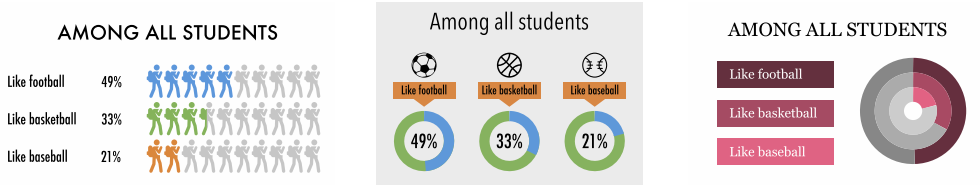 AMONG ALL STUDENTS
Like football 49%
Like basketball 33%
Like baseball 21%
Among all students
Like football Like basketball Like baseball
49% 33% 21%
AMONG ALL STUDENTS
Like football
Like basketball
Like baseball